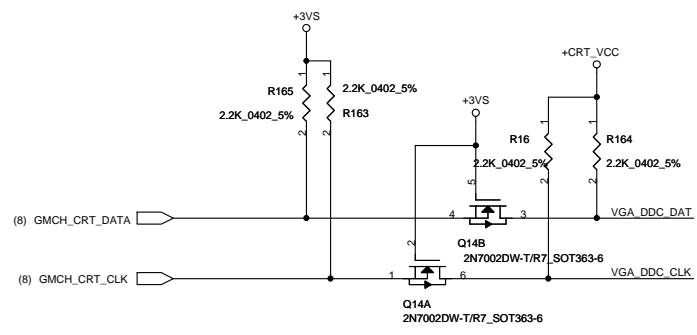 +3VS
+CRT_VCC
1
1
R165
2.2K_0402_5%
2.2K_0402_5%
R163
2
2
+3VS
1
1
R16
R164
2.2K_0402_5%
2.2K_0402_5%
2
2
5
(8) GMCH_CRT_DATA
4
3
VGA_DDC_DAT
Q14B
2N7002DW-T/R7_SOT363-6
2
(8) GMCH_CRT_CLK
1
6
VGA_DDC_CLK
Q14A
2N7002DW-T/R7_SOT363-6